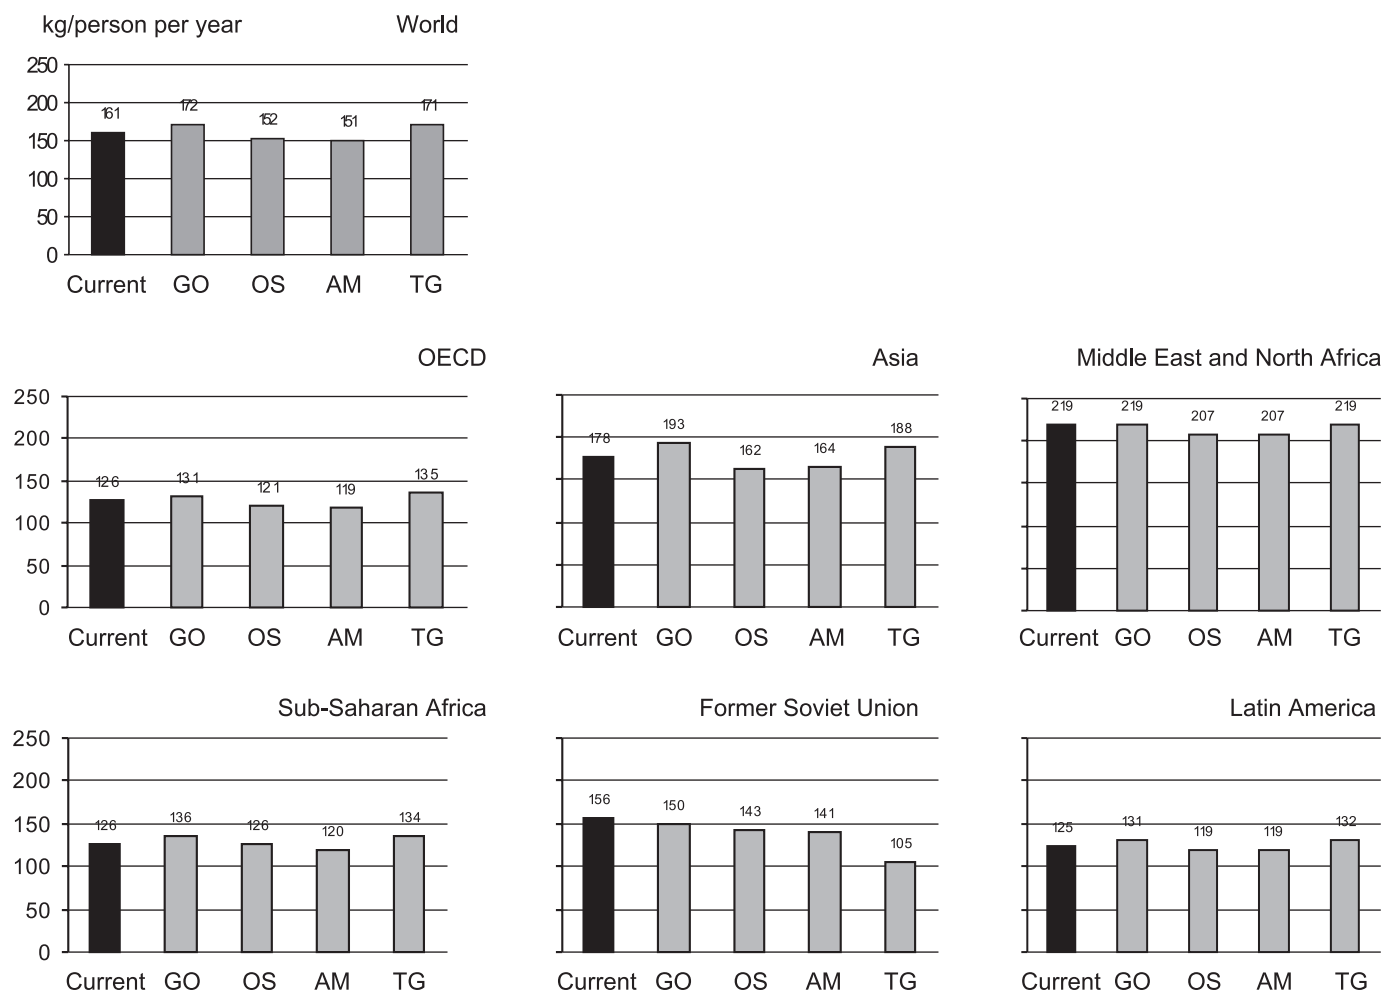 kg/person per year World
250
200
150
100
50
0
161 172 152 151 171
Current GO OS AM TG
OECD
250
200
150
100
50
0
126 131 121 119 135
Current GO OS AM TG
Asia
178 193 162 164 188
Current GO OS AM TG
Middle East and North Africa
219 219 207 207 219
Current GO OS AM TG
Sub-Saharan Africa
250
200
150
100
50
0
126 136 126 120 134
Current GO OS AM TG
Former Soviet Union
156 150 143 141 105
Current GO OS AM TG
Latin America
125 131 119 119 132
Current GO OS AM TG